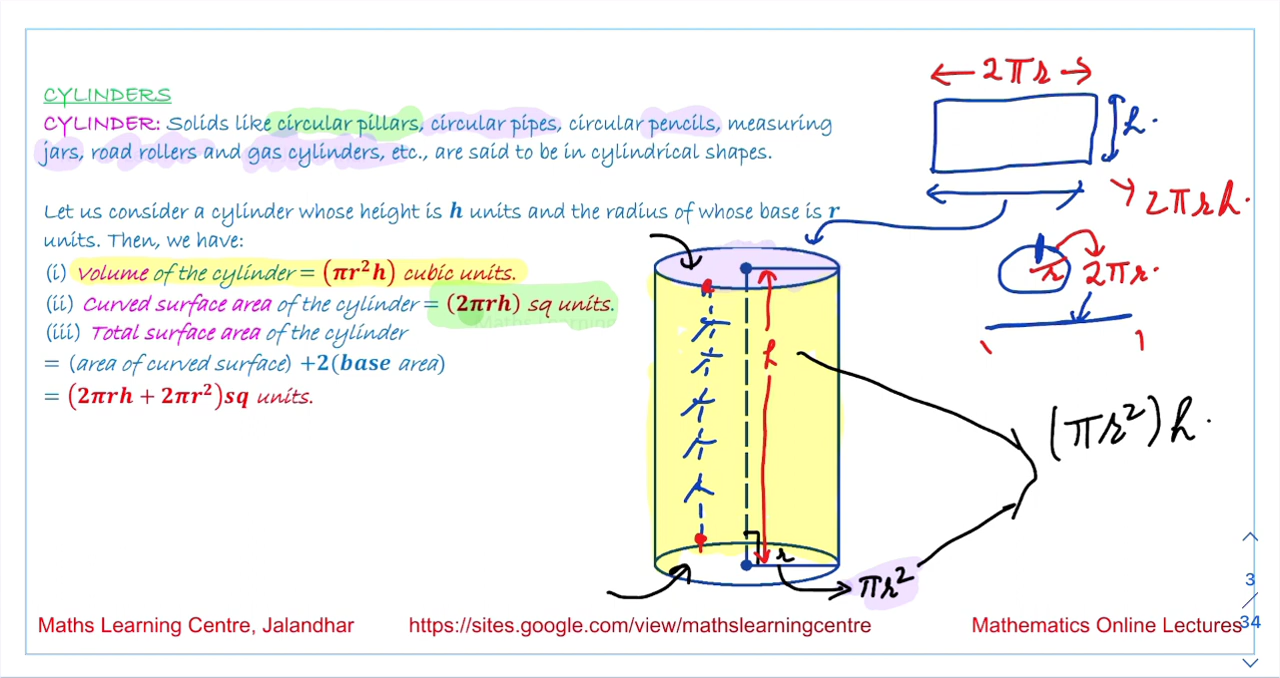 CYLINDERS
CYLINDER: Solids like circular pillars, circular pipes, circular pencils, measuring
jars, road rollers and gas cylinders, etc., are said to be in cylindrical shapes.
Let us consider a cylinder whose height is h units and the radius of whose base is r
units. Then, we have:
(i) Volume of the cylinder = (πr²h) cubic units.
(ii) Curved surface area of the cylinder = (2πrh) sq units.
(iii) Total surface area of the cylinder
= (area of curved surface) +2(base area)
= (2πrh + 2πr²)sq units.
2πr
h.
2πrh.
r 2πr.
h
r
πr²
(πr²)h.
3
34
Maths Learning Centre, Jalandhar https://sites.google.com/view/mathslearningcentre Mathematics Online Lectures